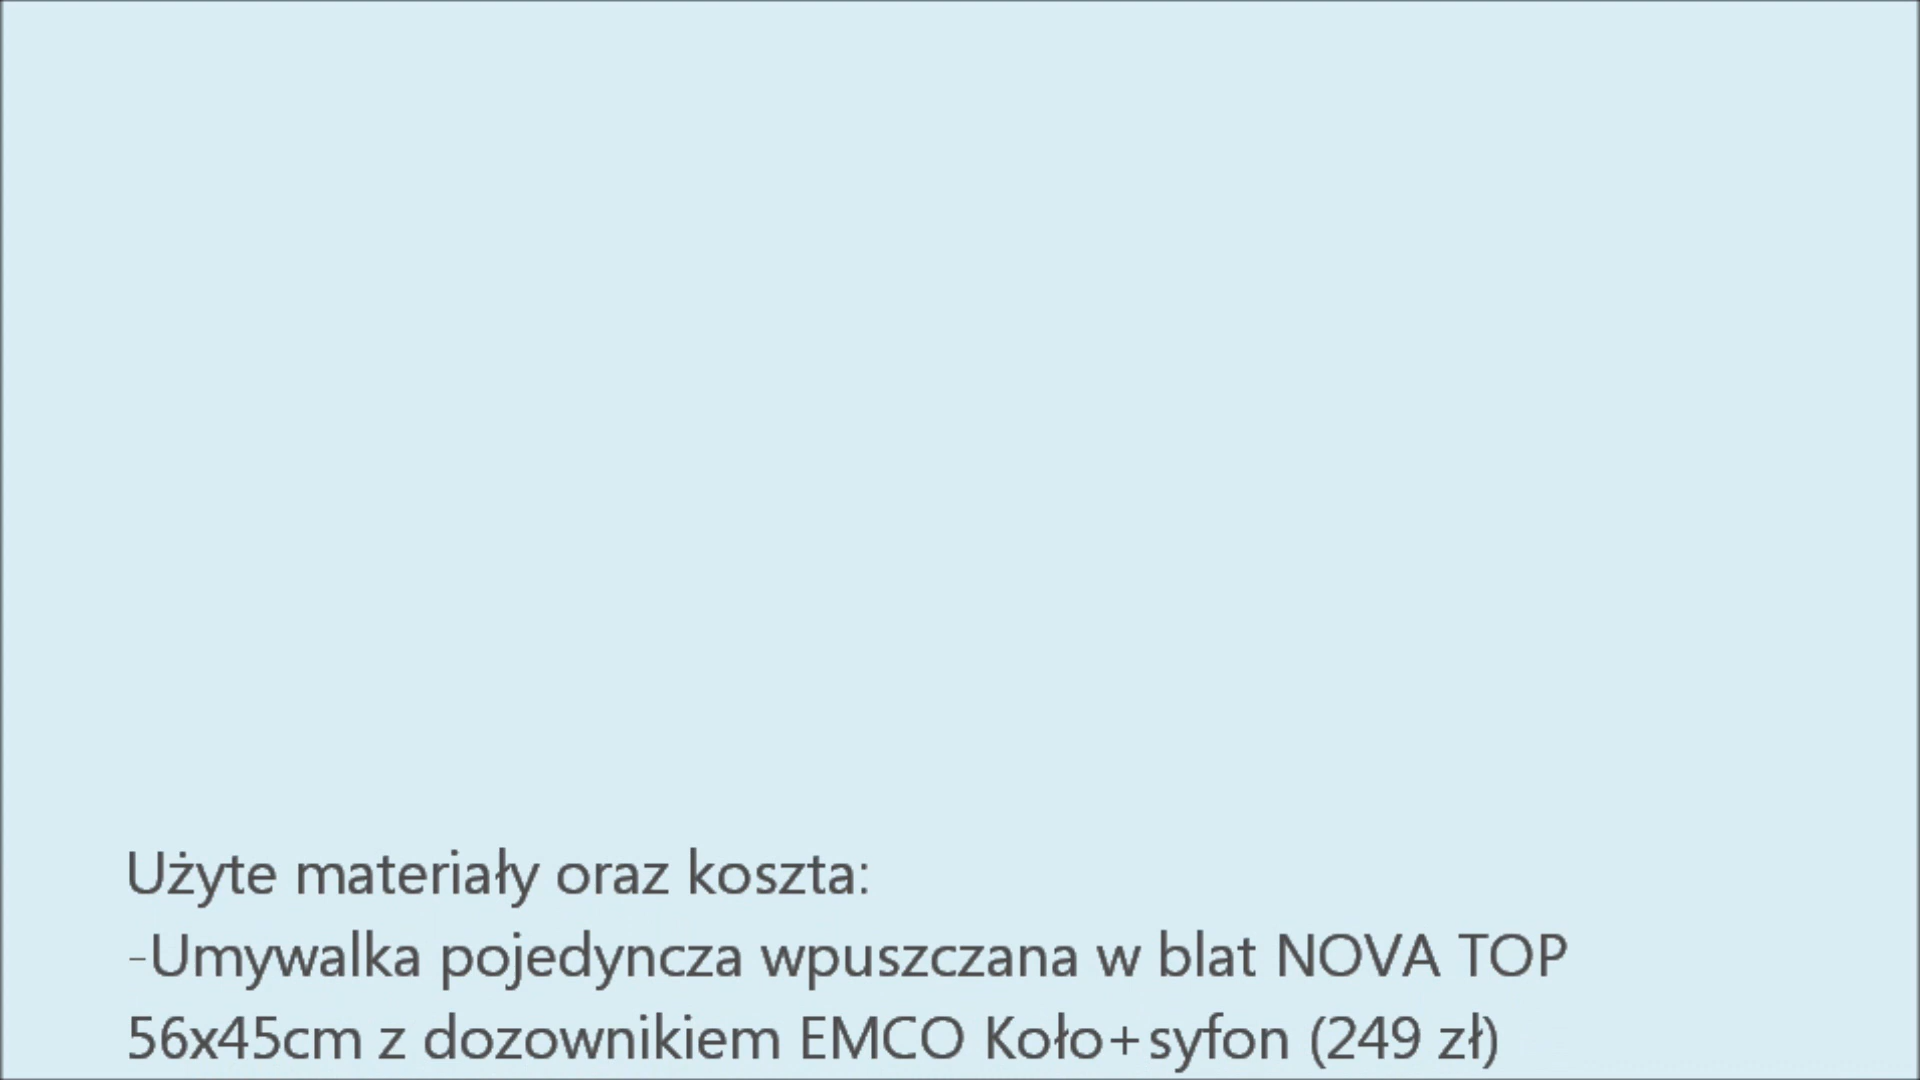 Użyte materiały oraz koszta:
-Umywalka pojedyncza wpuszczana w blat NOVA TOP
56x45cm z dozownikiem EMCO Koło+syfon (249 zł)